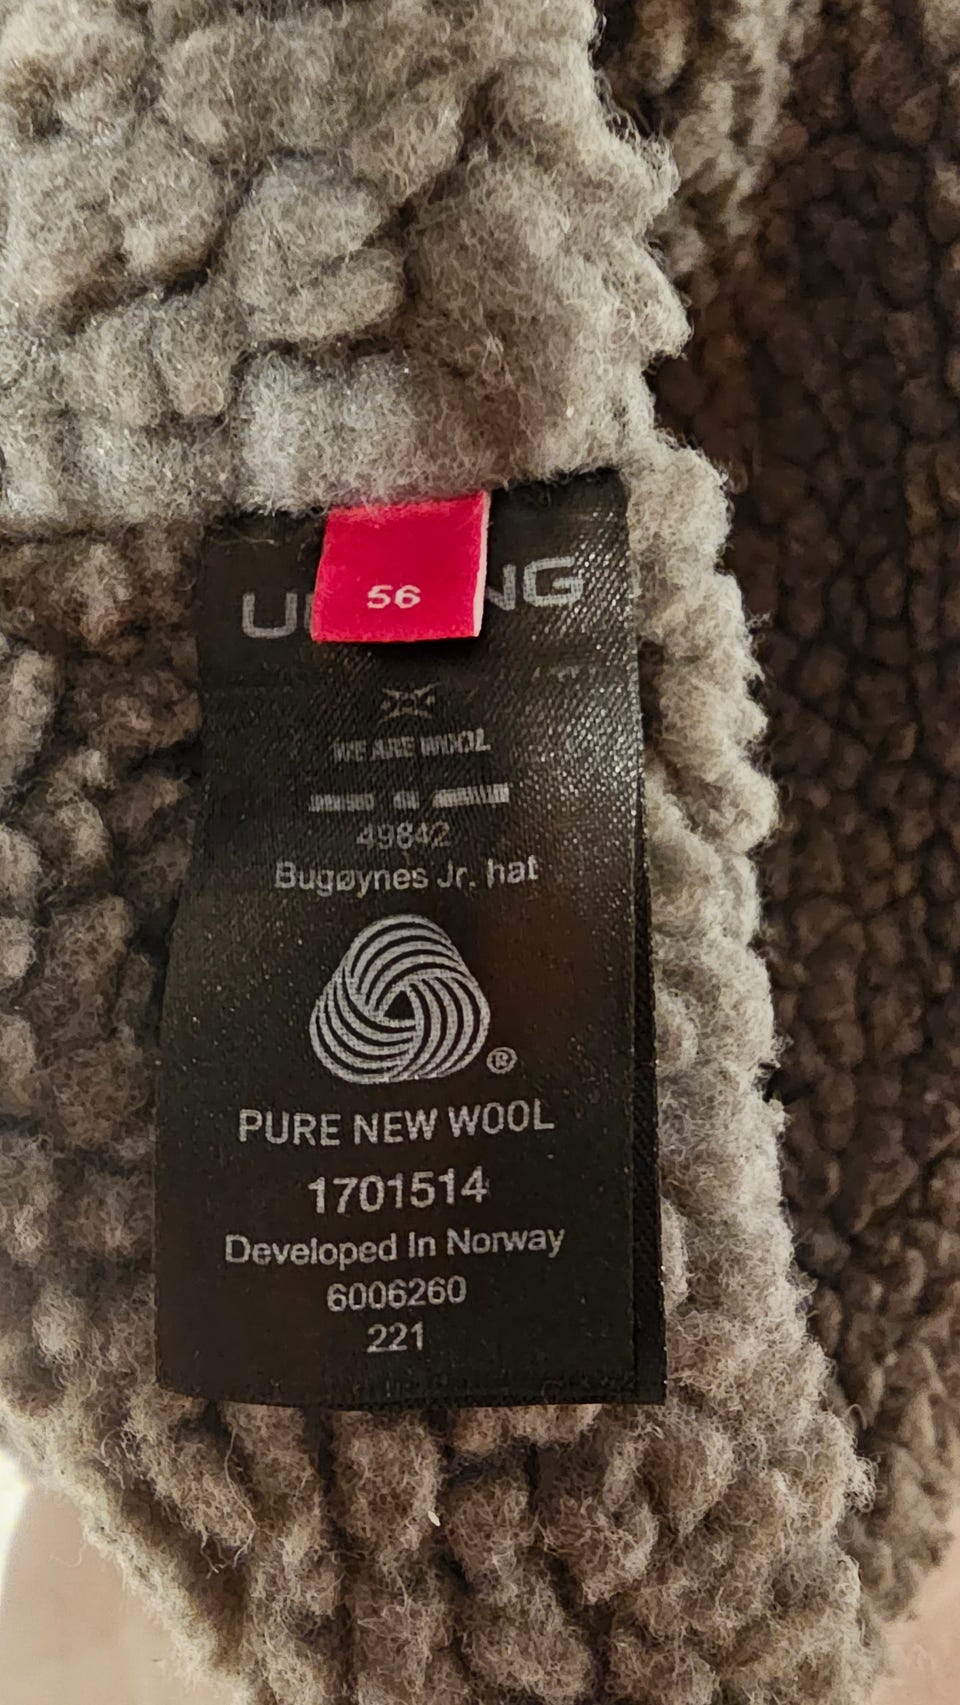 56
WE ARE WOOL
49842
Bugøynes Jr. hat
®
PURE NEW WOOL
1701514
Developed In Norway
6006260
221